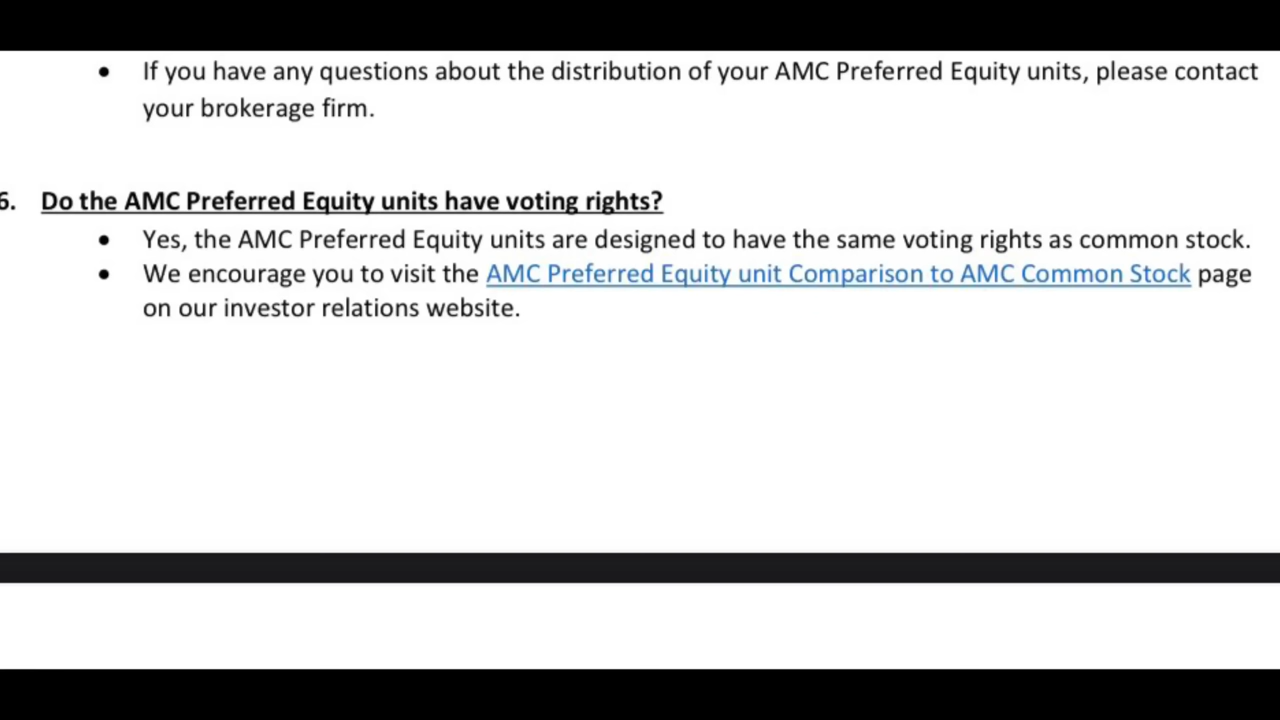 • If you have any questions about the distribution of your AMC Preferred Equity units, please contact
your brokerage firm.
6. Do the AMC Preferred Equity units have voting rights?
• Yes, the AMC Preferred Equity units are designed to have the same voting rights as common stock.
• We encourage you to visit the AMC Preferred Equity unit Comparison to AMC Common Stock page
on our investor relations website.